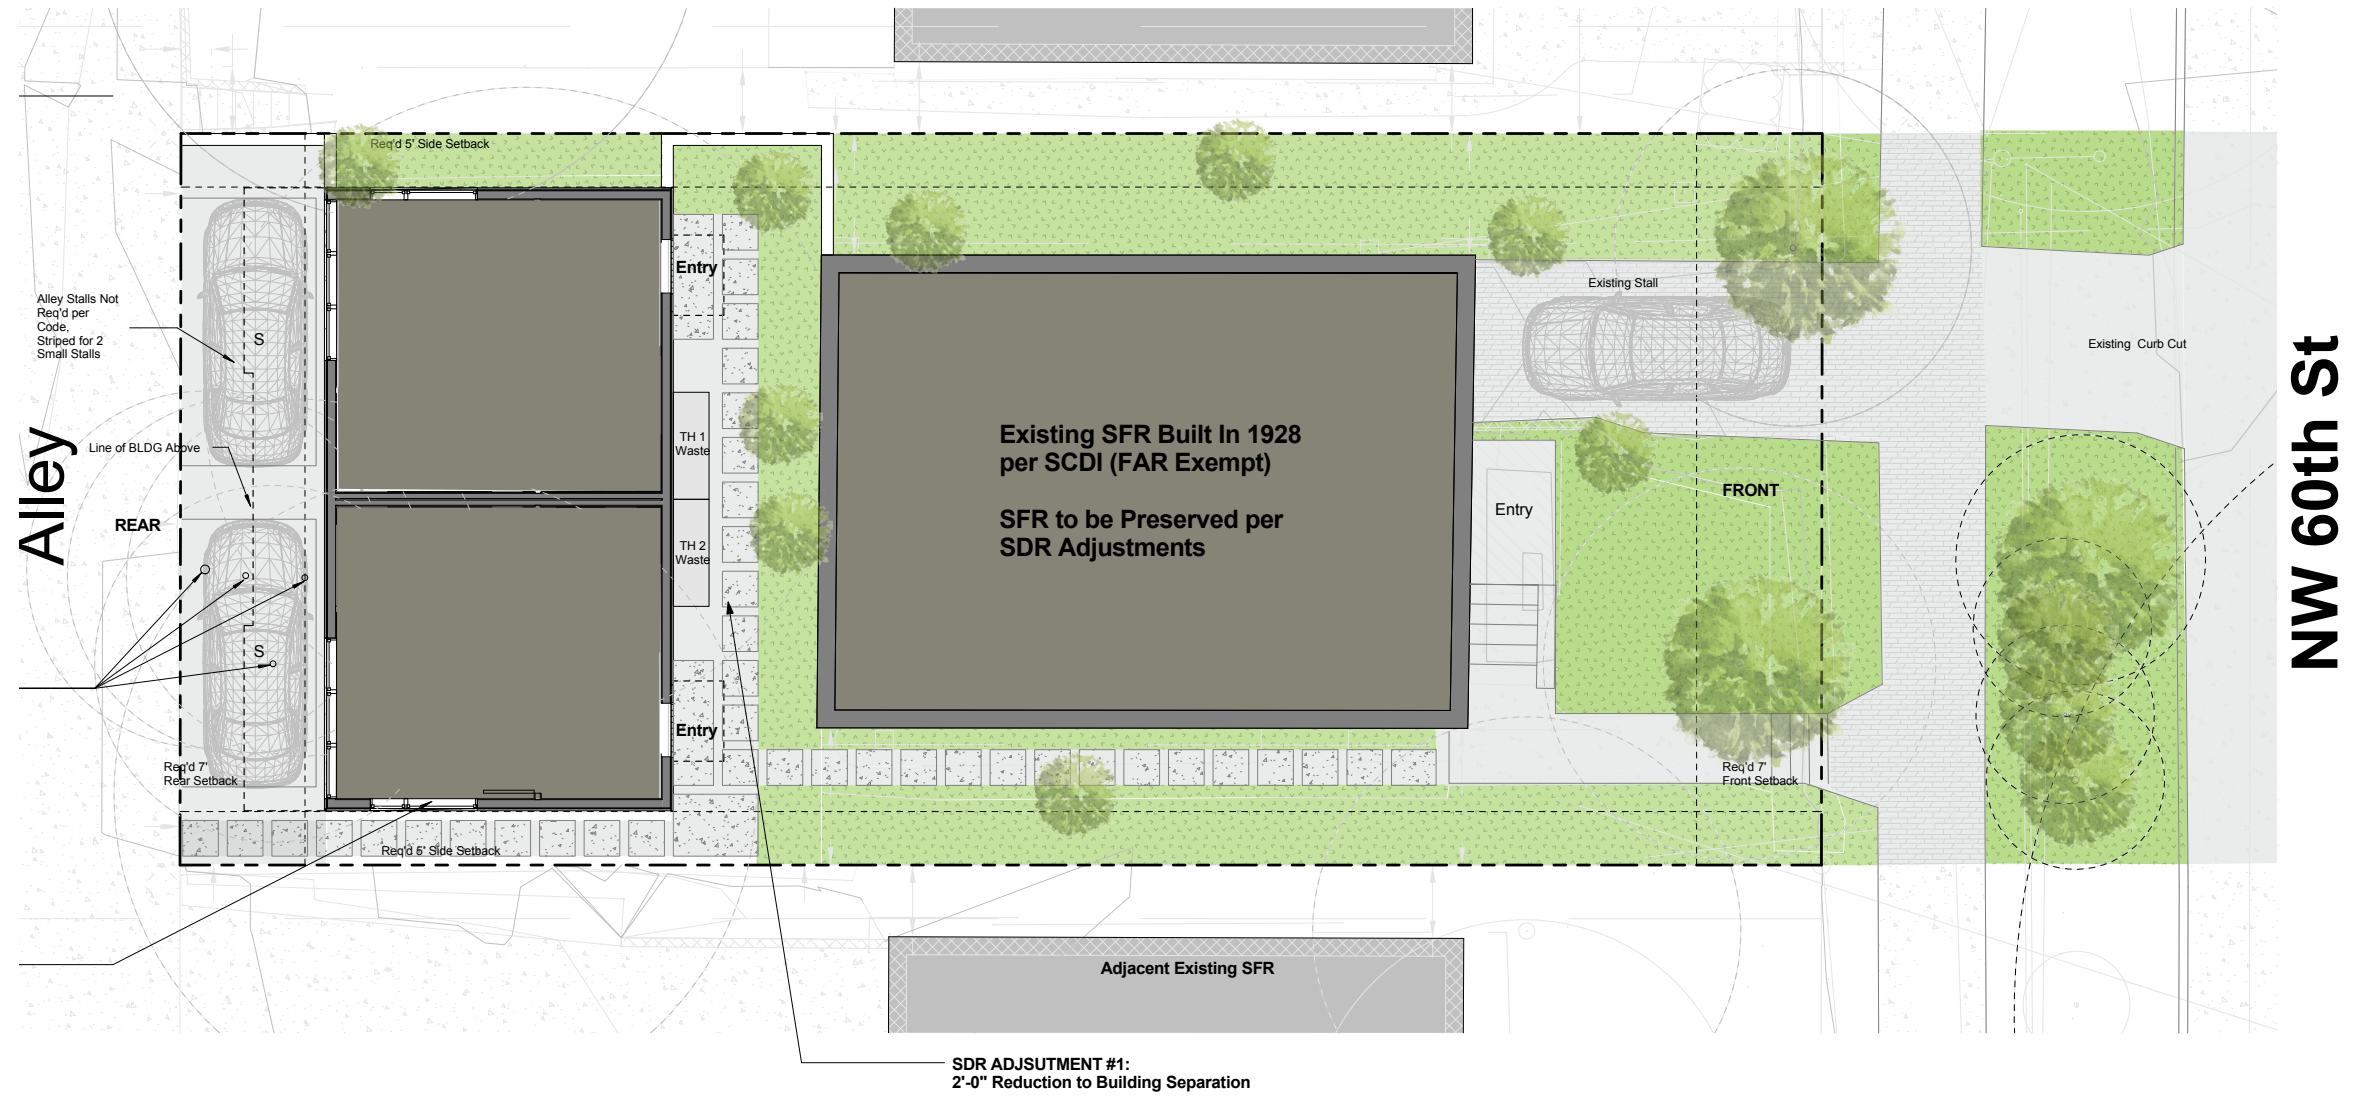 Req'd 5' Side Setback
Entry
Existing Stall
Alley Stalls Not
Req'd per
Code,
Striped for 2
Small Stalls
S
Existing Curb Cut
NW 60th St
Alley
Line of BLDG Above
REAR
TH 1
Waste
Existing SFR Built In 1928
per SCDI (FAR Exempt)
SFR to be Preserved per
SDR Adjustments
Entry
FRONT
TH 2
Waste
S
Entry
Req'd 7'
Rear Setback
Req'd 7'
Front Setback
Req'd 5' Side Setback
Adjacent Existing SFR
SDR ADJSUTMENT #1:
2'-0" Reduction to Building Separation